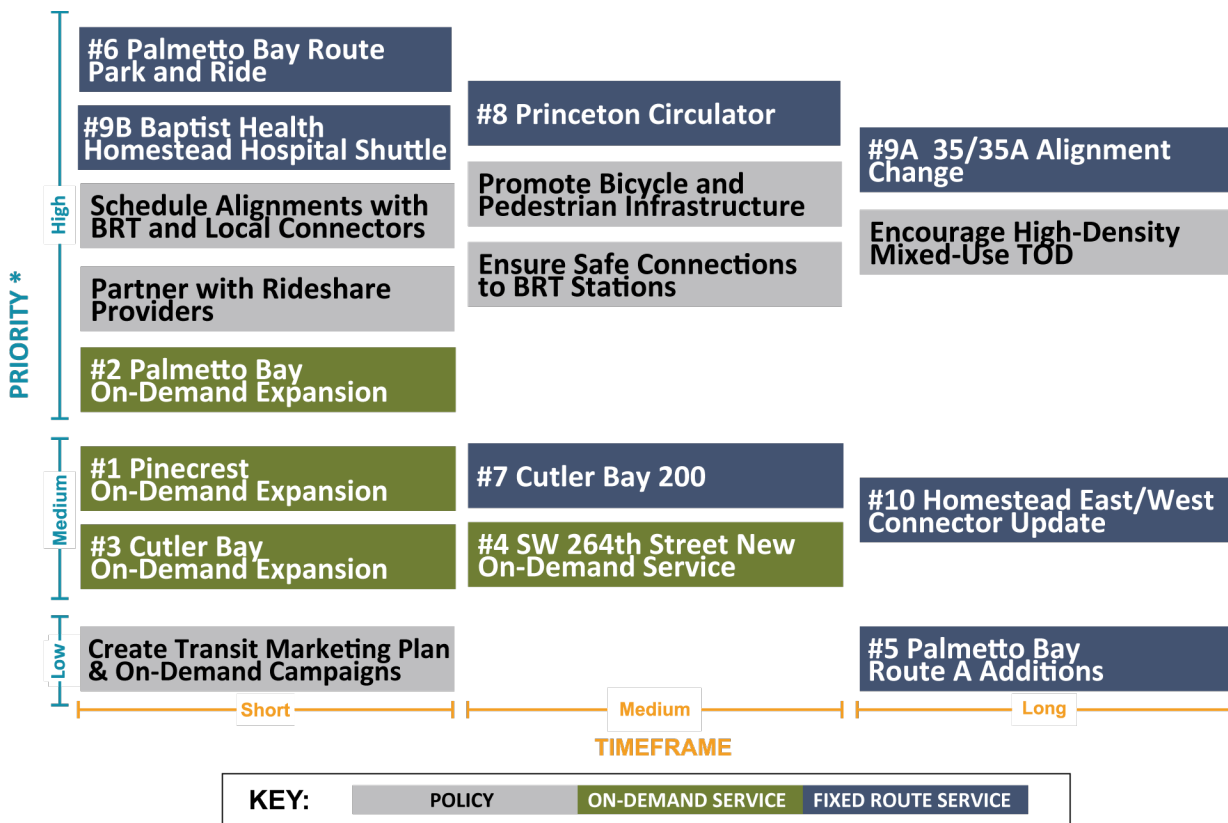 #6 Palmetto Bay Route
Park and Ride
#9B Baptist Health
Homestead Hospital Shuttle
Schedule Alignments with
BRT and Local Connectors
Partner with Rideshare
Providers
#2 Palmetto Bay
On-Demand Expansion
#8 Princeton Circulator
Promote Bicycle and
Pedestrian Infrastructure
Ensure Safe Connections
to BRT Stations
#9A 35/35A Alignment
Change
Encourage High-Density
Mixed-Use TOD
High
PRIORITY *
#1 Pinecrest
On-Demand Expansion
#3 Cutler Bay
On-Demand Expansion
#7 Cutler Bay 200
#4 SW 264th Street New
On-Demand Service
#10 Homestead East/West
Connector Update
Medium
Create Transit Marketing Plan
& On-Demand Campaigns
#5 Palmetto Bay
Route A Additions
Low
Short
Medium
Long
TIMEFRAME
KEY:
POLICY
ON-DEMAND SERVICE
FIXED ROUTE SERVICE